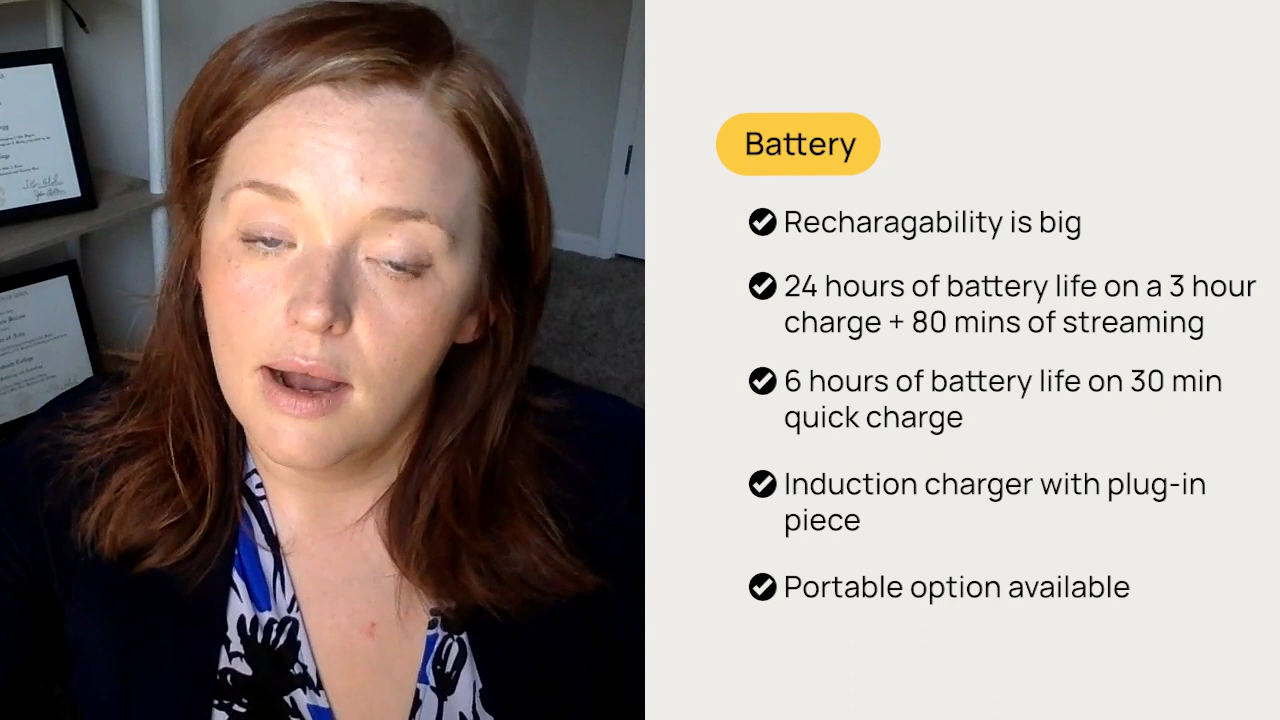 Battery
Recharagability is big
24 hours of battery life on a 3 hour
charge + 80 mins of streaming
6 hours of battery life on 30 min
quick charge
Induction charger with plug-in
piece
Portable option available